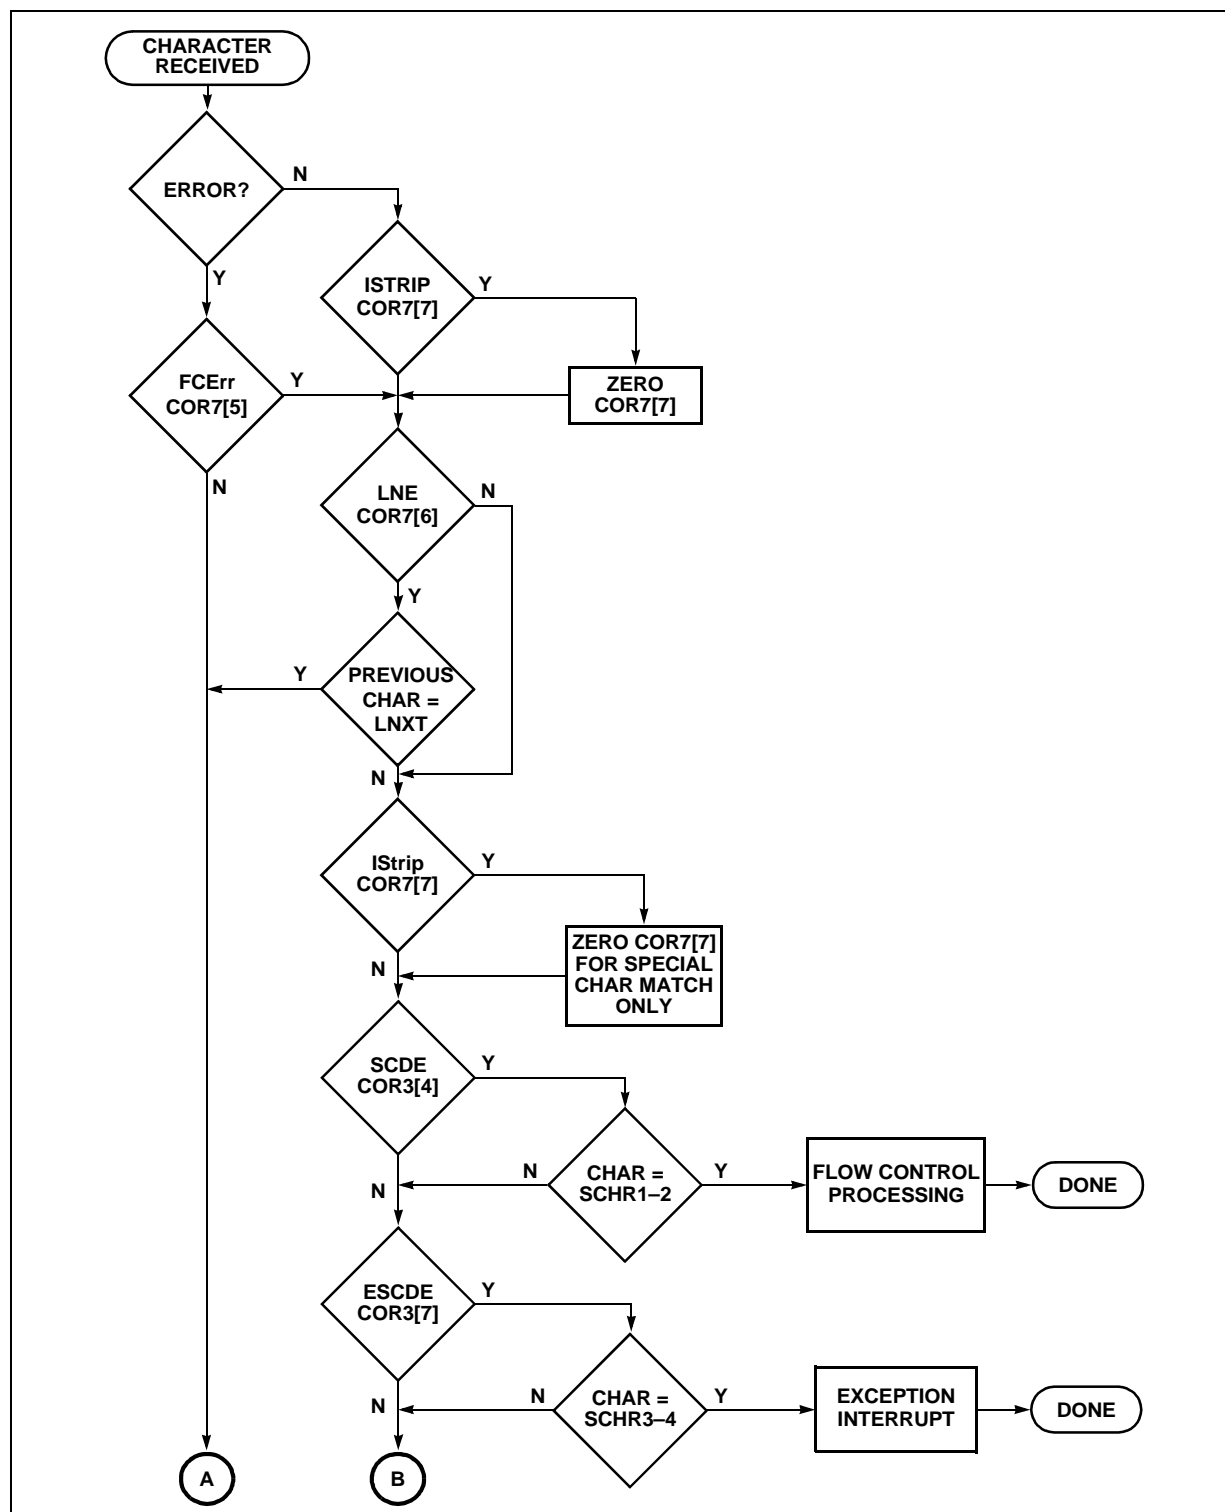 CHARACTER
RECEIVED
ERROR?
N
Y
ISTRIP
COR7[7]
Y
ZERO
COR7[7]
FCErr
COR7[5]
Y
N
LNE
COR7[6]
N
Y
PREVIOUS
CHAR =
LNXT
Y
N
IStrip
COR7[7]
Y
N
ZERO COR7[7]
FOR SPECIAL
CHAR MATCH
ONLY
SCDE
COR3[4]
Y
N
CHAR =
SCHR1–2
N
Y
FLOW CONTROL
PROCESSING
DONE
ESCDE
COR3[7]
Y
N
CHAR =
SCHR3–4
N
Y
EXCEPTION
INTERRUPT
DONE
A
B